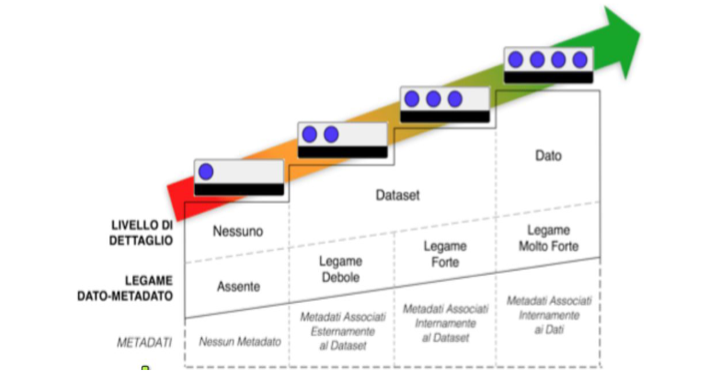 Dato
Dataset
LIVELLO DI
DETTAGLIO
Nessuno
Legame
Molto Forte
Legame
Forte
Legame
Debole
LEGAME
DATO-METADATO
Assente
Metadati Associati
Internamente
ai Dati
Metadati Associati
Internamente
al Dataset
Metadati Associati
Esternamente
al Dataset
METADATI
Nessun Metadato